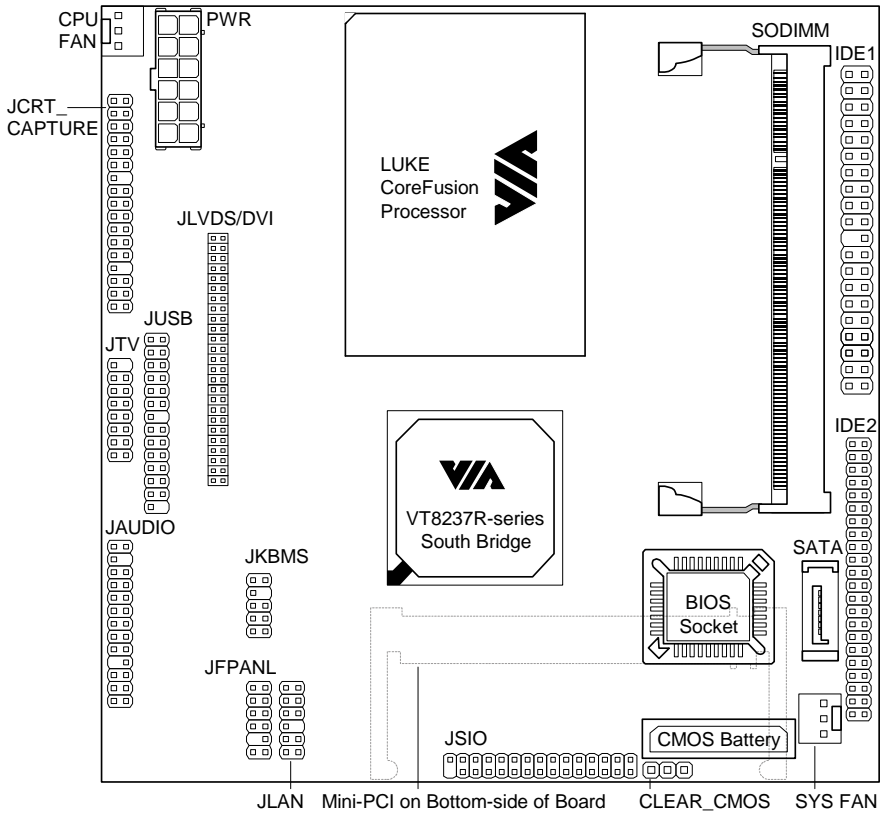 CPU
FAN
PWR
SODIMM
IDE1
JCRT_
CAPTURE
LUKE
CoreFusion
Processor
VIA
JLVDS/DVI
JUSB
JTV
IDE2
VIA
VT8237R-series
South Bridge
JAUDIO
JKBMS
SATA
BIOS
Socket
JFPANL
JSIO
CMOS Battery
JLAN
Mini-PCI on Bottom-side of Board
CLEAR_CMOS
SYS FAN